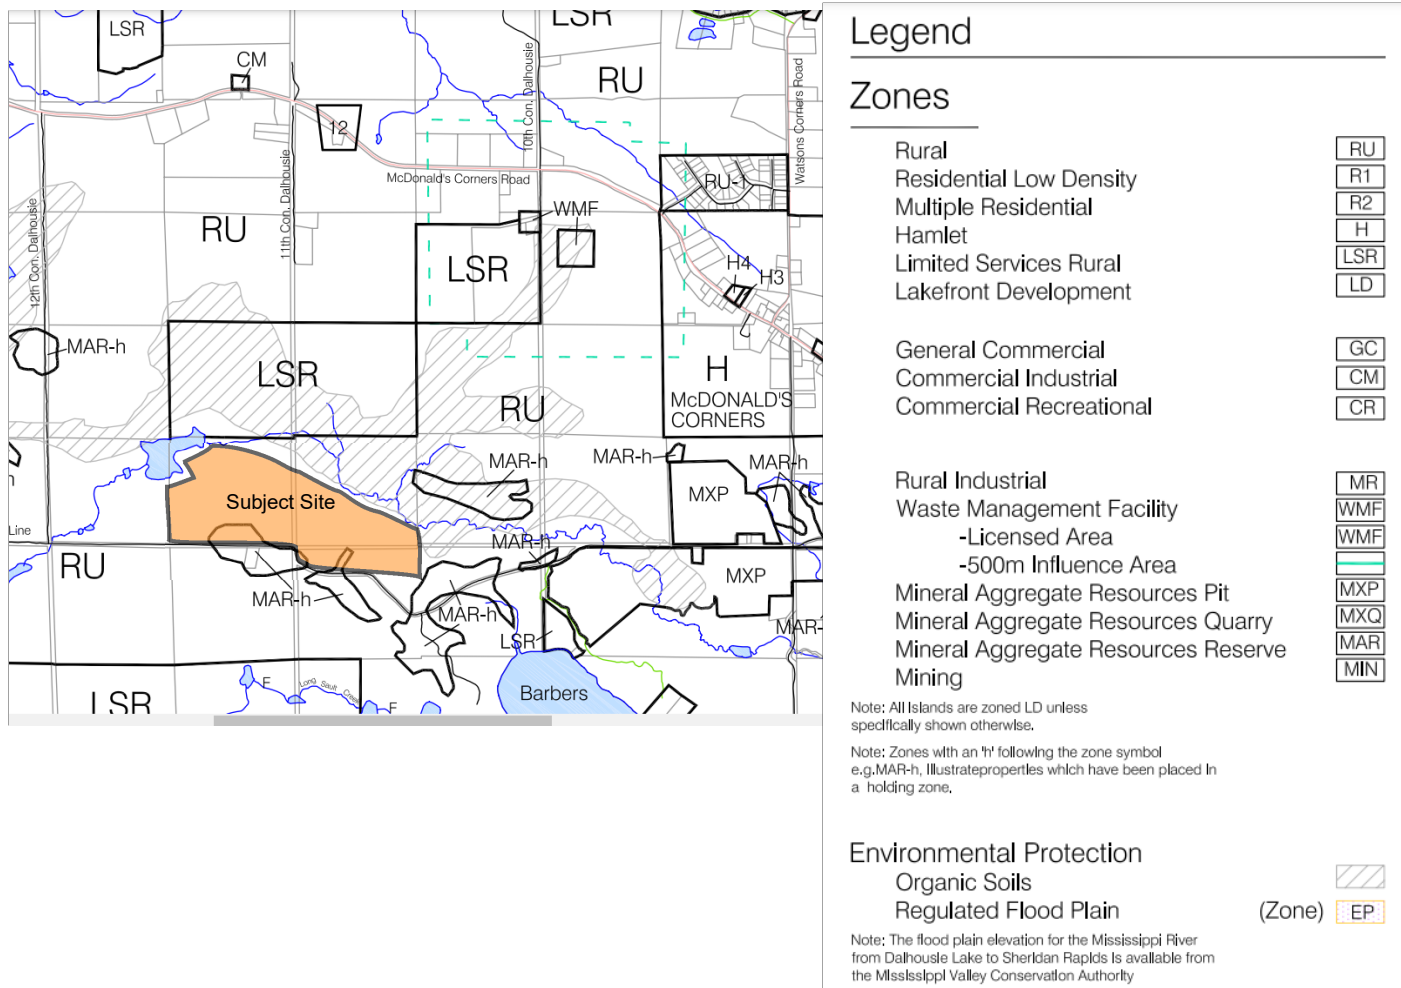 LSR
LSR
CM
RU
12
10th Con. Dalhousie
Watsons Corners Road
11th Con. Dalhousie
McDonald's Corners Road
RU-1
12th Con. Dalhousie
RU
WMF
LSR
H4
H3
MAR-h
LSR
H
RU
McDONALD'S
CORNERS
MAR-h
MAR-h
MAR-h
h
MXP
Subject Site
Line
MAR-h
RU
MXP
MAR-h
MAR-h
MAR-
LSR
LSR
F
Long Sault Creek
F
Barbers
Legend
Zones
Rural RU
Residential Low Density R1
Multiple Residential R2
Hamlet H
Limited Services Rural LSR
Lakefront Development LD
General Commercial GC
Commercial Industrial CM
Commercial Recreational CR
Rural Industrial MR
Waste Management Facility WMF
-Licensed Area WMF
-500m Influence Area
Mineral Aggregate Resources Pit MXP
Mineral Aggregate Resources Quarry MXQ
Mineral Aggregate Resources Reserve MAR
Mining MIN
Note: All Islands are zoned LD unless
specifically shown otherwise.
Note: Zones with an 'h' following the zone symbol
e.g.MAR-h, illustrateproperties which have been placed in
a holding zone.
Environmental Protection
Organic Soils
Regulated Flood Plain (Zone) EP
Note: The flood plain elevation for the Mississippi River
from Dalhousie Lake to Sheridan Rapids is available from
the Mississippi Valley Conservation Authority